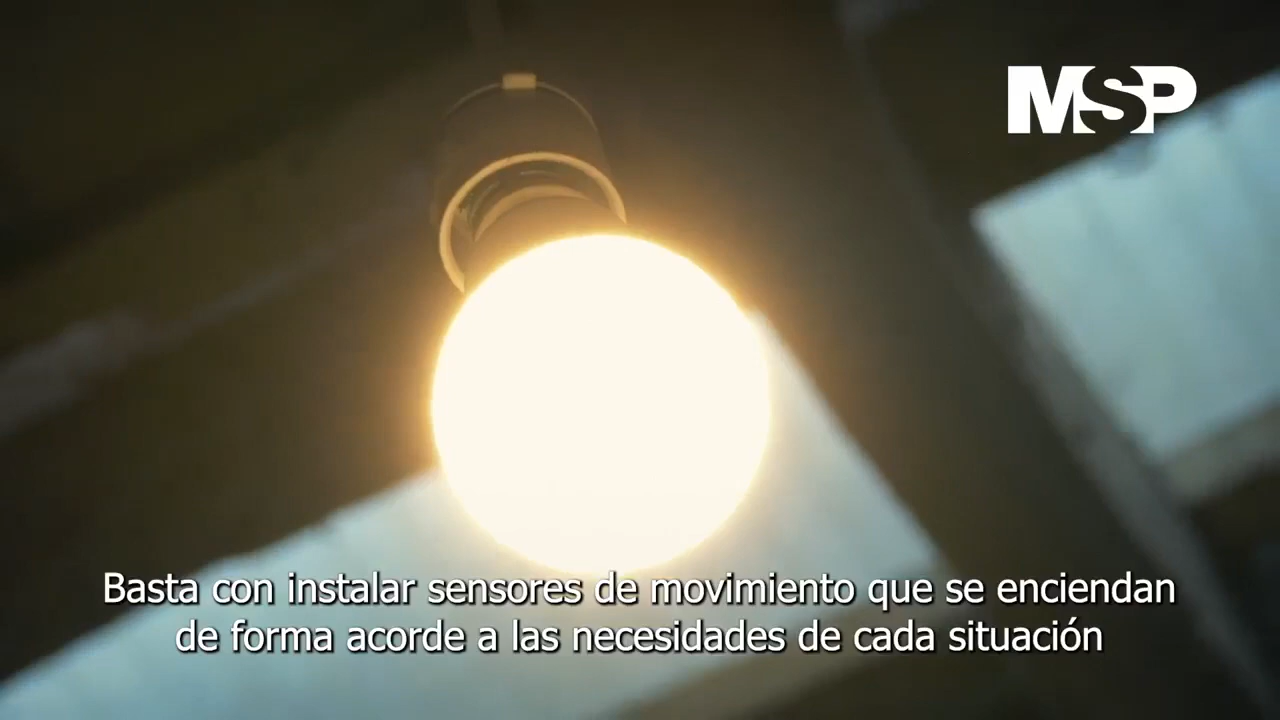 MSP
Basta con instalar sensores de movimiento que se enciendan
de forma acorde a las necesidades de cada situación